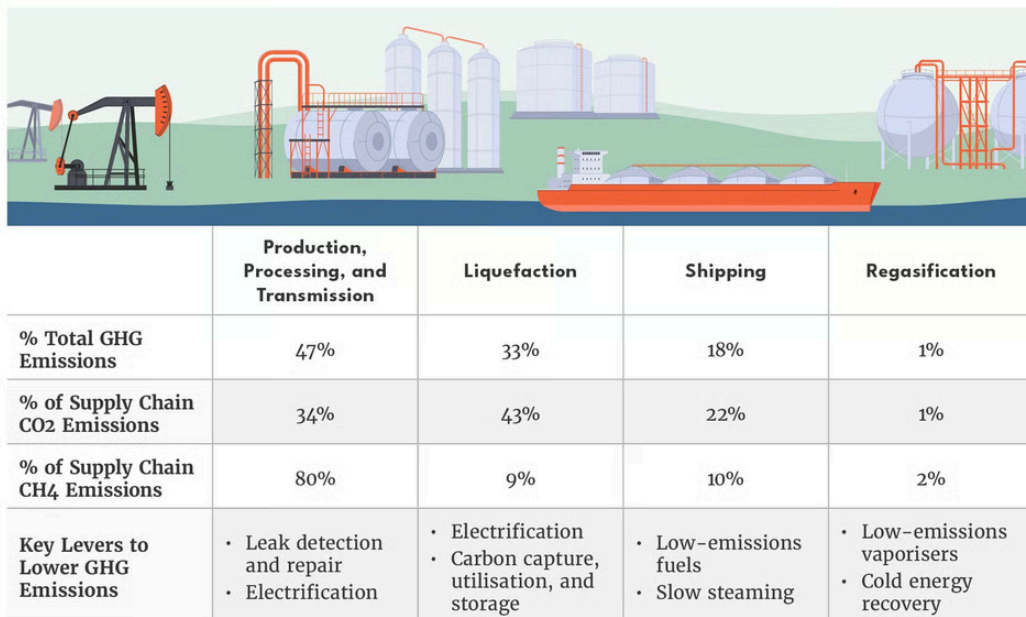 Production,
Processing, and
Transmission
Liquefaction
Shipping
Regasification
% Total GHG
Emissions
47%
33%
18%
1%
% of Supply Chain
CO2 Emissions
34%
43%
22%
1%
% of Supply Chain
CH4 Emissions
80%
9%
10%
2%
Key Levers to
Lower GHG
Emissions
• Leak detection
and repair
• Electrification
• Electrification
• Carbon capture,
utilisation, and
storage
• Low-emissions
fuels
• Slow steaming
• Low-emissions
vaporisers
• Cold energy
recovery